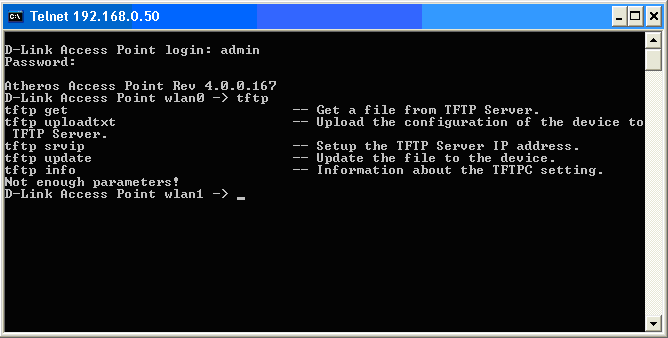 Telnet 192.168.0.50
D-Link Access Point login: admin
Password:
Atheros Access Point Rev 4.0.0.167
D-Link Access Point wlan0 -> tftp
tftp get -- Get a file from TFTP Server.
tftp uploadtxt -- Upload the configuration of the device to
TFTP Server.
tftp srvip -- Setup the TFTP Server IP address.
tftp update -- Update the file to the device.
tftp info -- Information about the TFTPC setting.
Not enough parameters!
D-Link Access Point wlan1 -> _